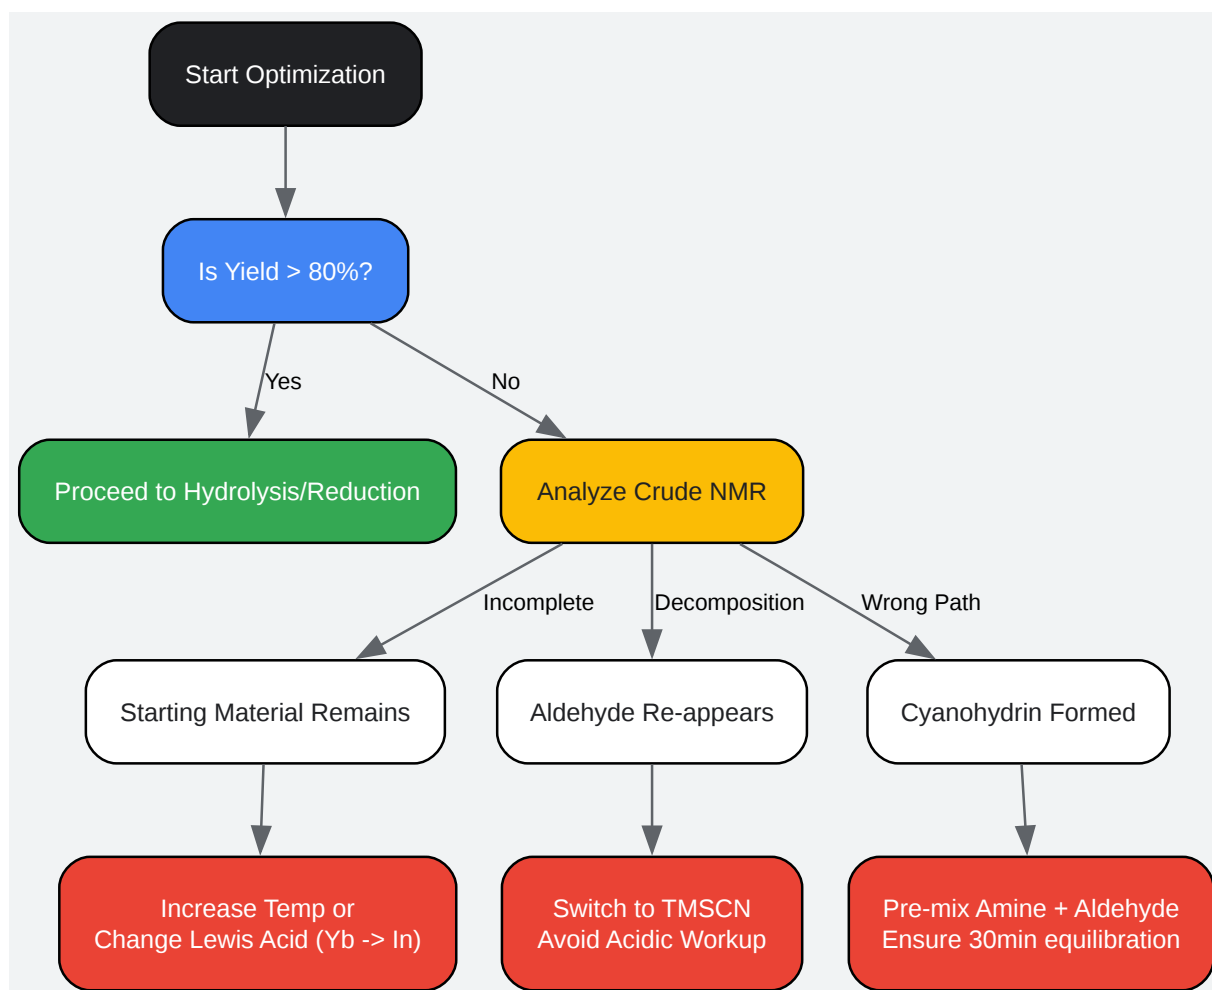 Start Optimization
Is Yield > 80%?
Yes
No
Proceed to Hydrolysis/Reduction
Analyze Crude NMR
Incomplete
Decomposition
Wrong Path
Starting Material Remains
Aldehyde Re-appears
Cyanohydrin Formed
Increase Temp or
Change Lewis Acid (Yb -> In)
Switch to TMSCN
Avoid Acidic Workup
Pre-mix Amine + Aldehyde
Ensure 30min equilibration